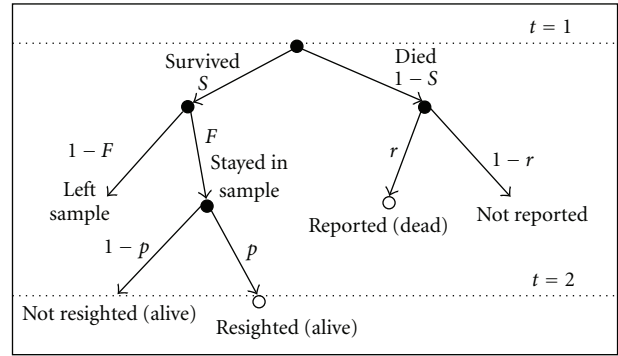 t = 1
Survived
S
Died
1 − S
1 − F
F
r
1 − r
Left
sample
Stayed in
sample
Reported (dead)
Not reported
1 − p
p
t = 2
Not resighted (alive)
Resighted (alive)